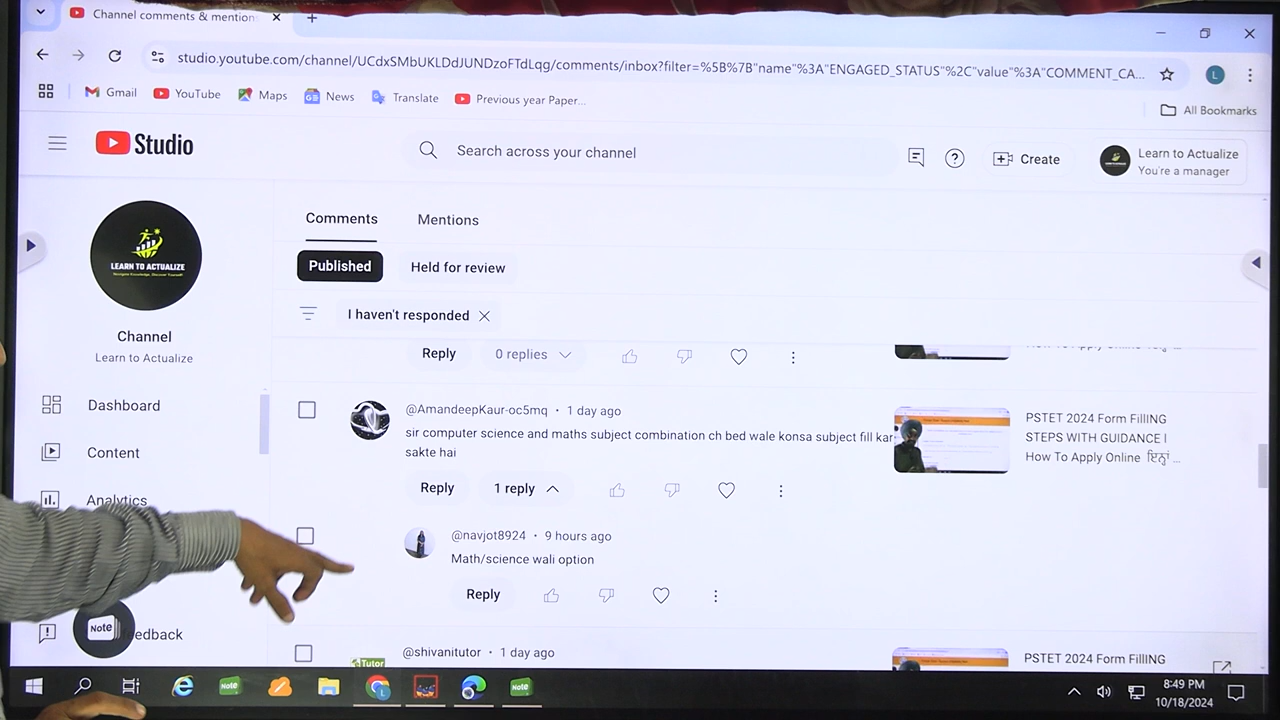 Channel comments & mention
studio.youtube.com/channel/UCdxSMbUKLDdJUNDzoFTdLqg/comments/inbox?filter=%5B%7B"name"%3A"ENGAGED_STATUS"%2C"value"%3A"COMMENT_CA...
L
Gmail
YouTube
Maps
News
Translate
Previous year Paper...
All Bookmarks
Studio
Search across your channel
Create
Learn to Actualize
You're a manager
LEARN TO ACTUALIZE
Channel
Learn to Actualize
Dashboard
Content
Analytics
Note
edback
Comments
Mentions
Published
Held for review
I haven't responded
Reply
0 replies
@AmandeepKaur-oc5mq • 1 day ago
sir computer science and maths subject combination ch bed wale konsa subject fill kar
sakte hai
PSTET 2024 Form FillING
STEPS WITH GUIDANCE I
How To Apply Online ਇਨ੍ਹਾਂ ...
Reply
1 reply
@navjot8924 • 9 hours ago
Math/science wali option
Reply
@shivanitutor • 1 day ago
Tutor
PSTET 2024 Form FillING
Note
Note
8:49 PM
10/18/2024